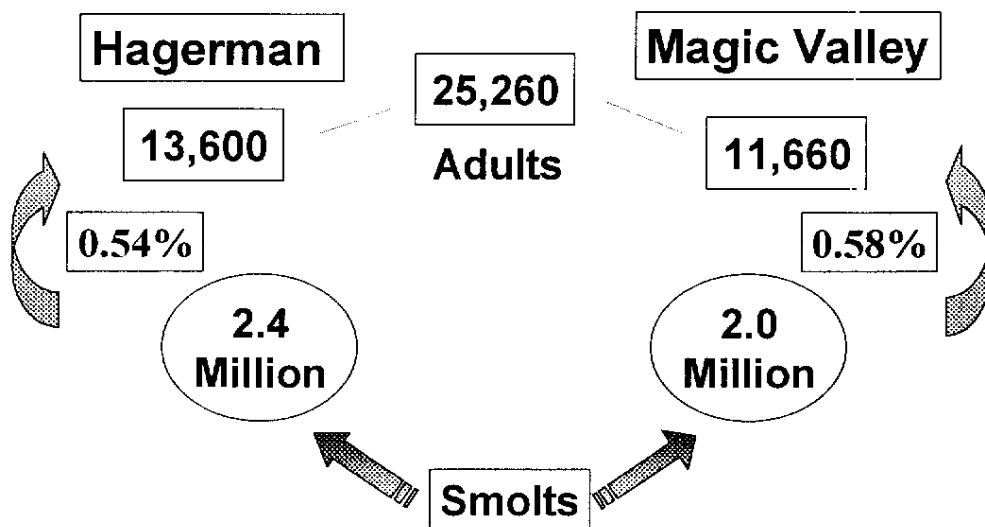 Hagerman
Magic Valley
25,260
Adults
13,600
11,660
0.54%
0.58%
2.4
Million
2.0
Million
Smolts